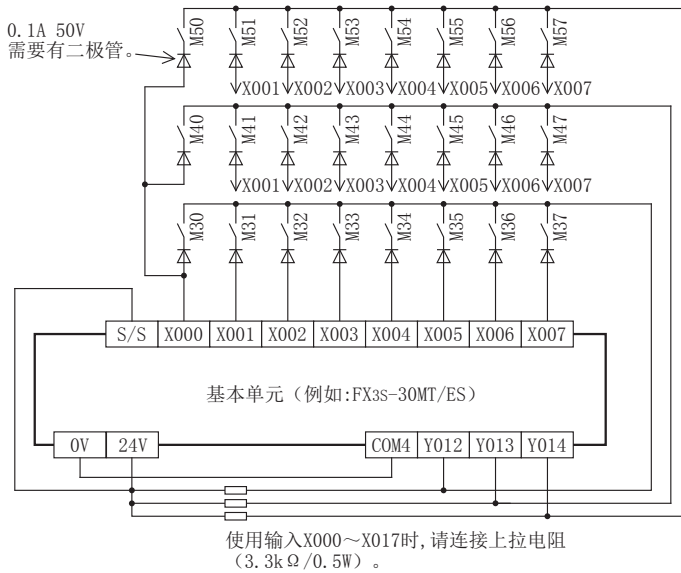 0.1A 50V
需要有二极管。
M50 M51 M52 M53 M54 M55 M56 M57
X001 X002 X003 X004 X005 X006 X007
M40 M41 M42 M43 M44 M45 M46 M47
X001 X002 X003 X004 X005 X006 X007
M30 M31 M32 M33 M34 M35 M36 M37
S/S X000 X001 X002 X003 X004 X005 X006 X007
基本单元（例如:FX3S-30MT/ES）
0V 24V COM4 Y012 Y013 Y014
使用输入X000～X017时,请连接上拉电阻
（3.3kΩ/0.5W）。